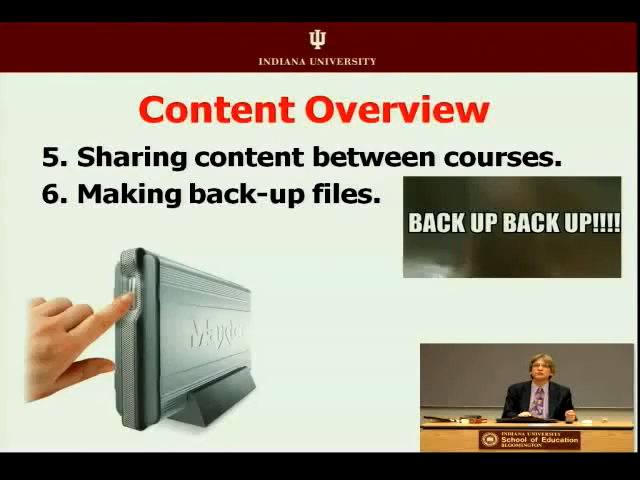 INDIANA UNIVERSITY
Content Overview
5. Sharing content between courses.
6. Making back-up files.
BACK UP BACK UP!!!!
Maxtor
INDIANA UNIVERSITY
School of Education
BLOOMINGTON